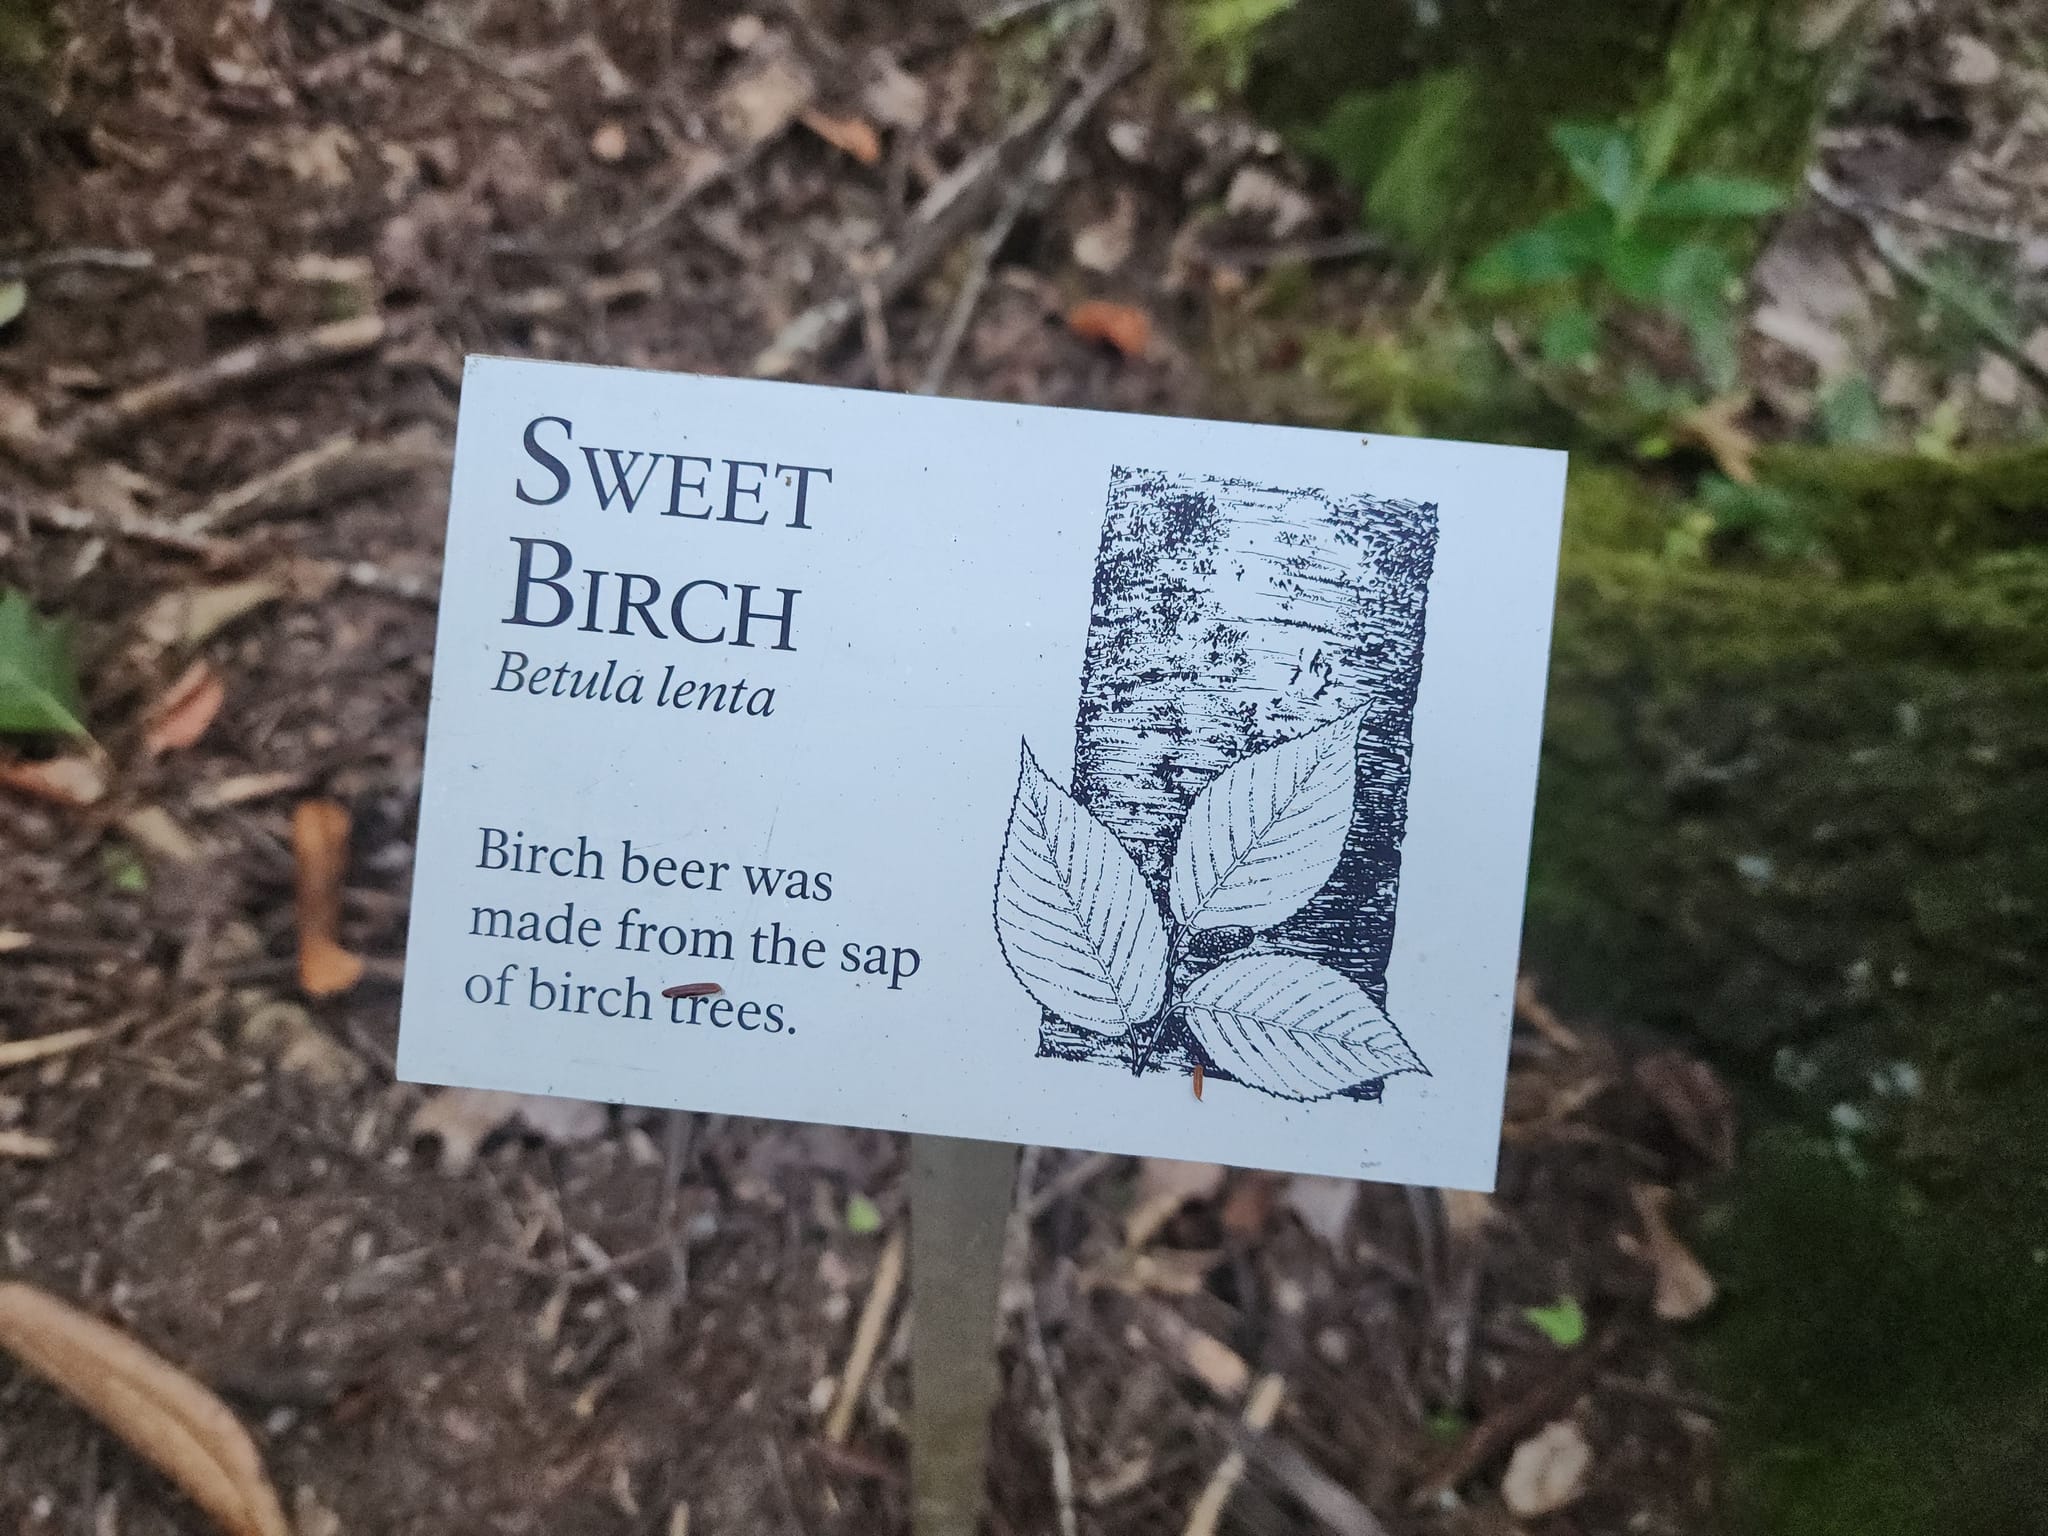 SWEET
BIRCH
Betula lenta
Birch beer was
made from the sap
of birch trees.